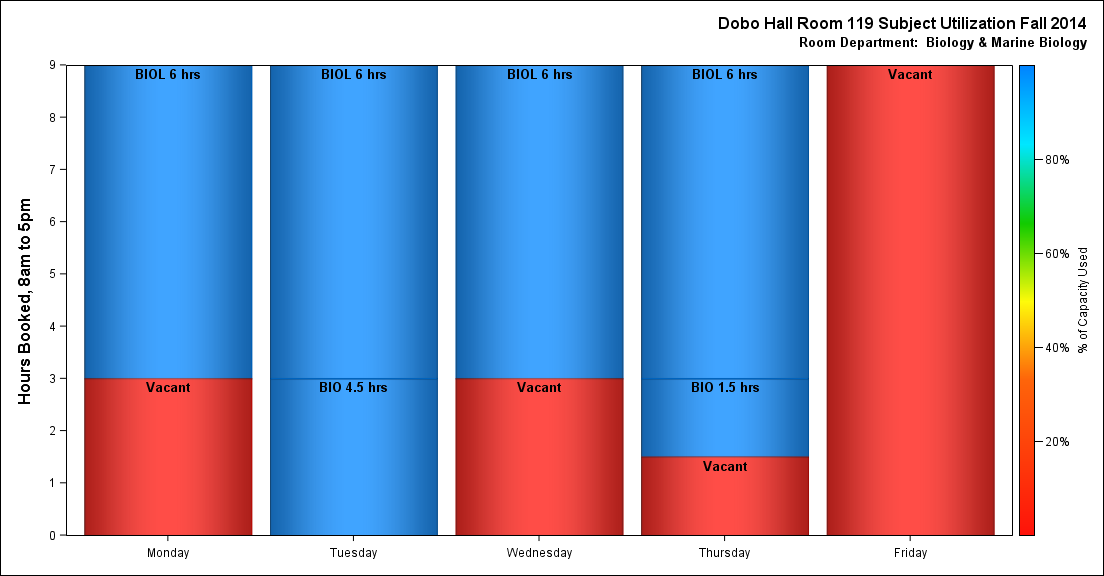 Dobo Hall Room 119 Subject Utilization Fall 2014
Room Department:  Biology & Marine Biology
Hours Booked, 8am to 5pm
9
8
7
6
5
4
3
2
1
0
BIOL 6 hrs
Vacant
BIOL 6 hrs
BIO 4.5 hrs
BIOL 6 hrs
Vacant
BIOL 6 hrs
BIO 1.5 hrs
Vacant
Vacant
Monday
Tuesday
Wednesday
Thursday
Friday
80%
60%
40%
20%
% of Capacity Used